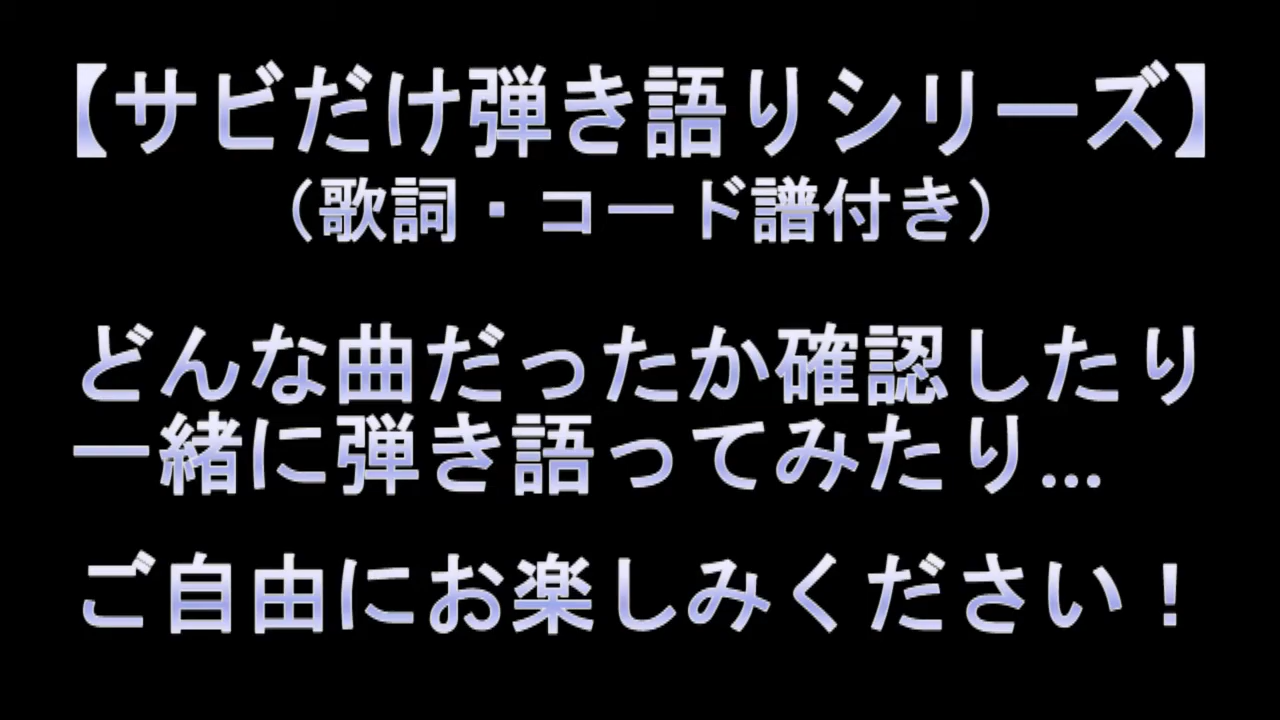 【サビだけ弾き語りシリーズ】
（歌詞・コード譜付き）
どんな曲だったか確認したり
一緒に弾き語ってみたり...
ご自由にお楽しみください！